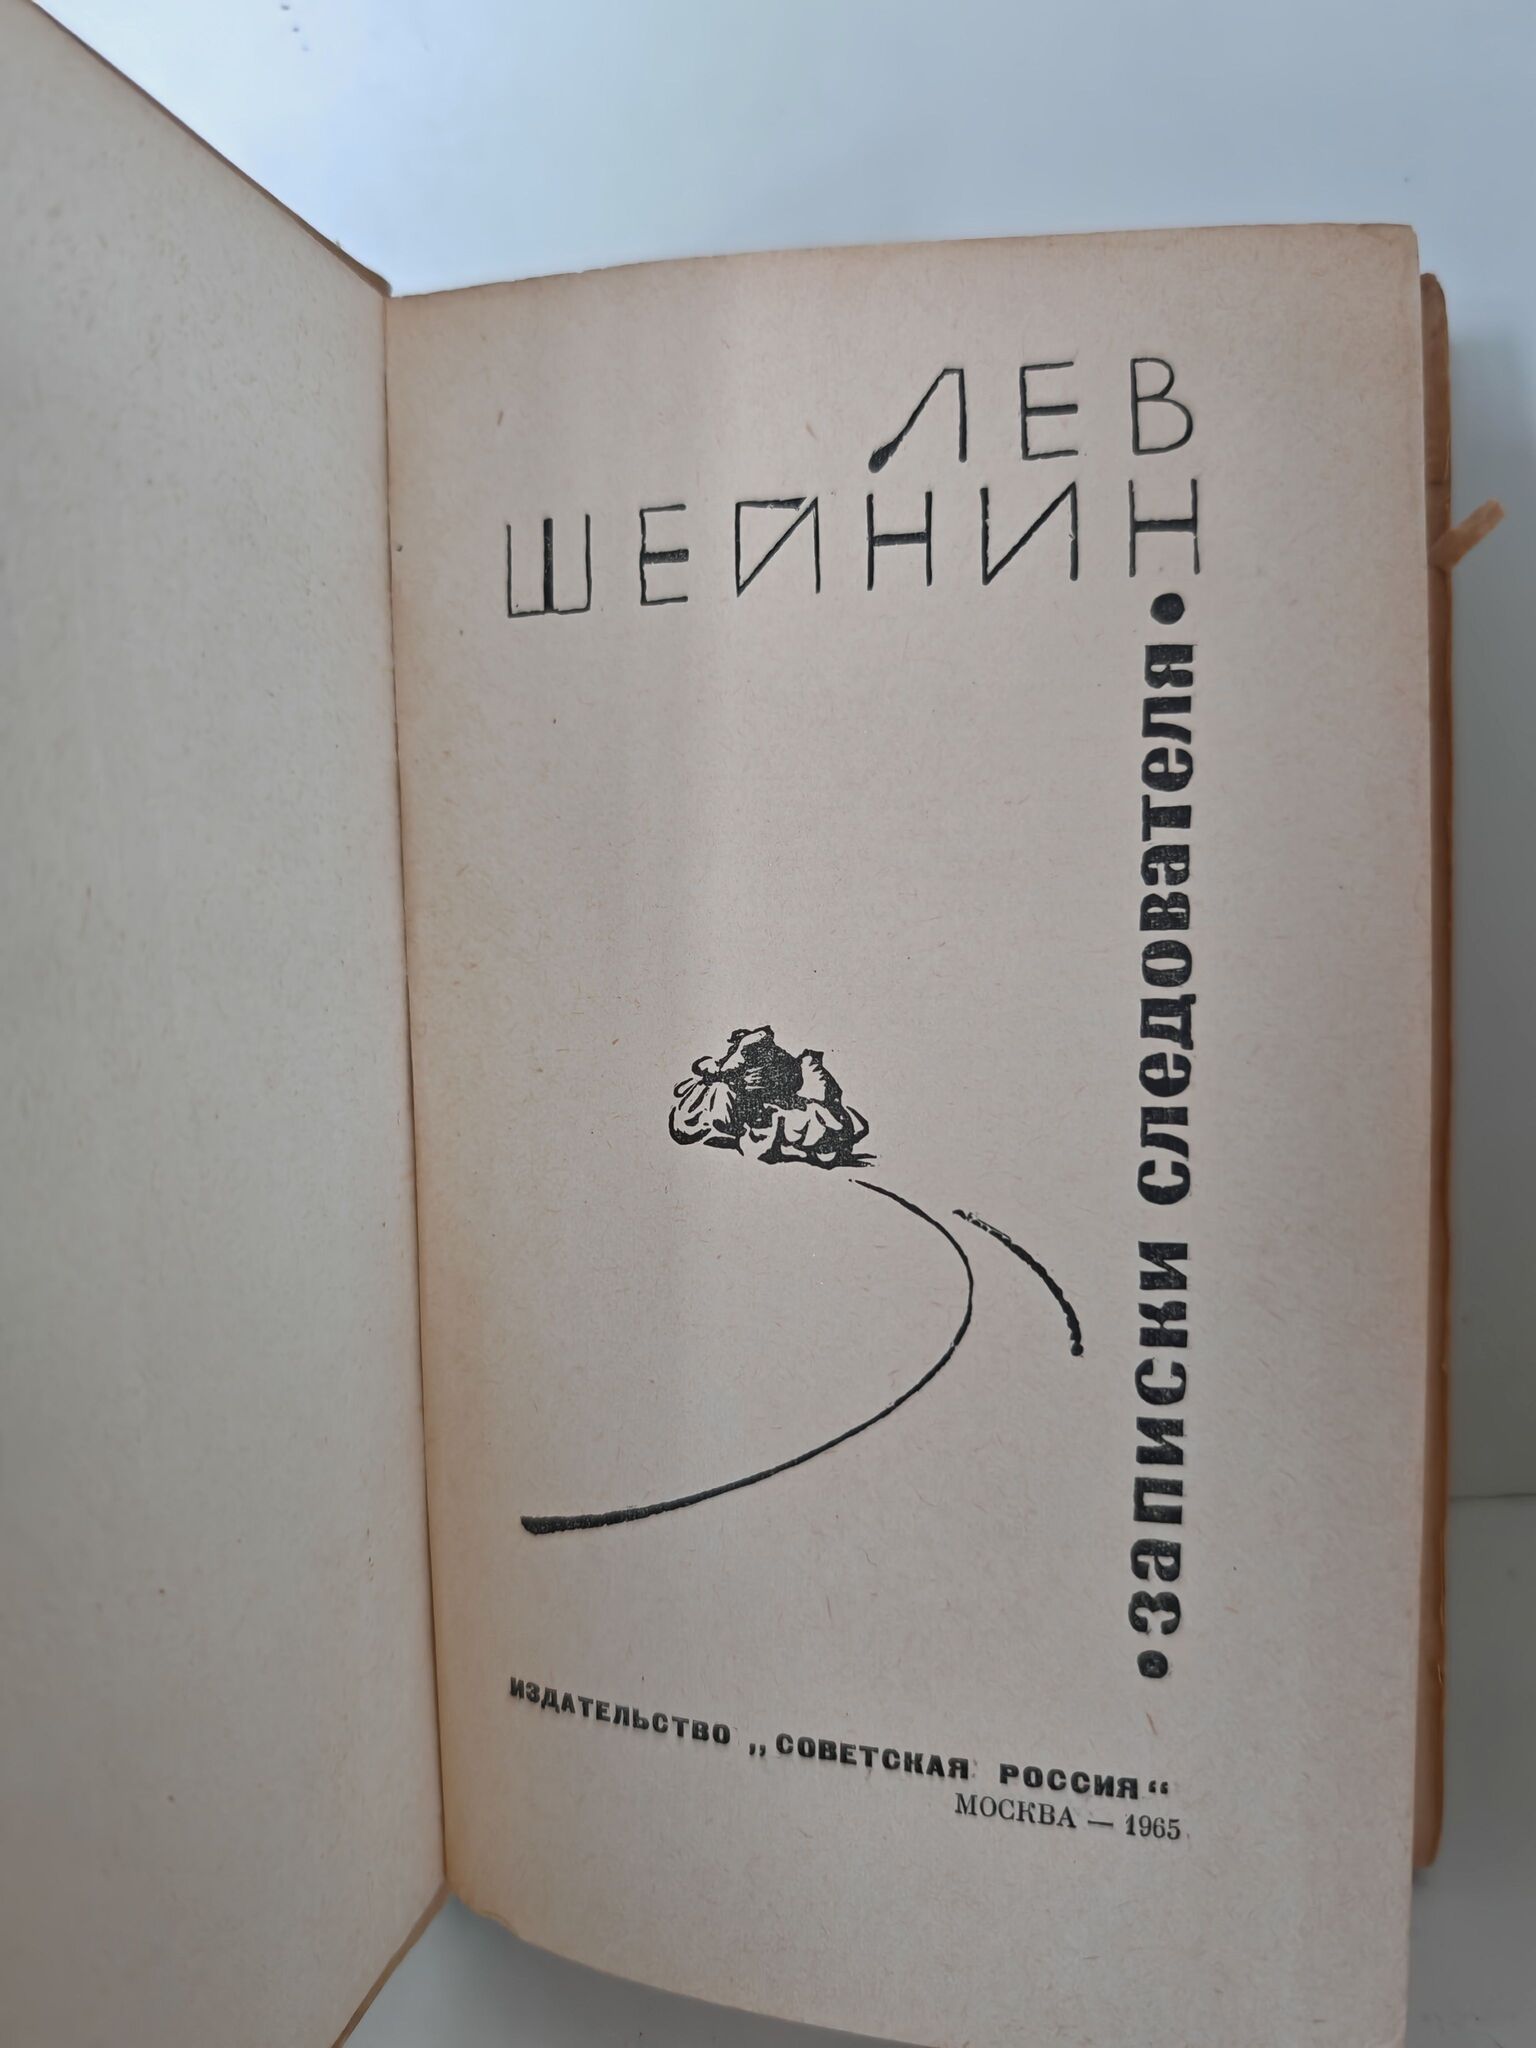 ЛЕВ
ШЕЙНИН
• записки следователя •
ИЗДАТЕЛЬСТВО „СОВЕТСКАЯ РОССИЯ“
МОСКВА — 1965